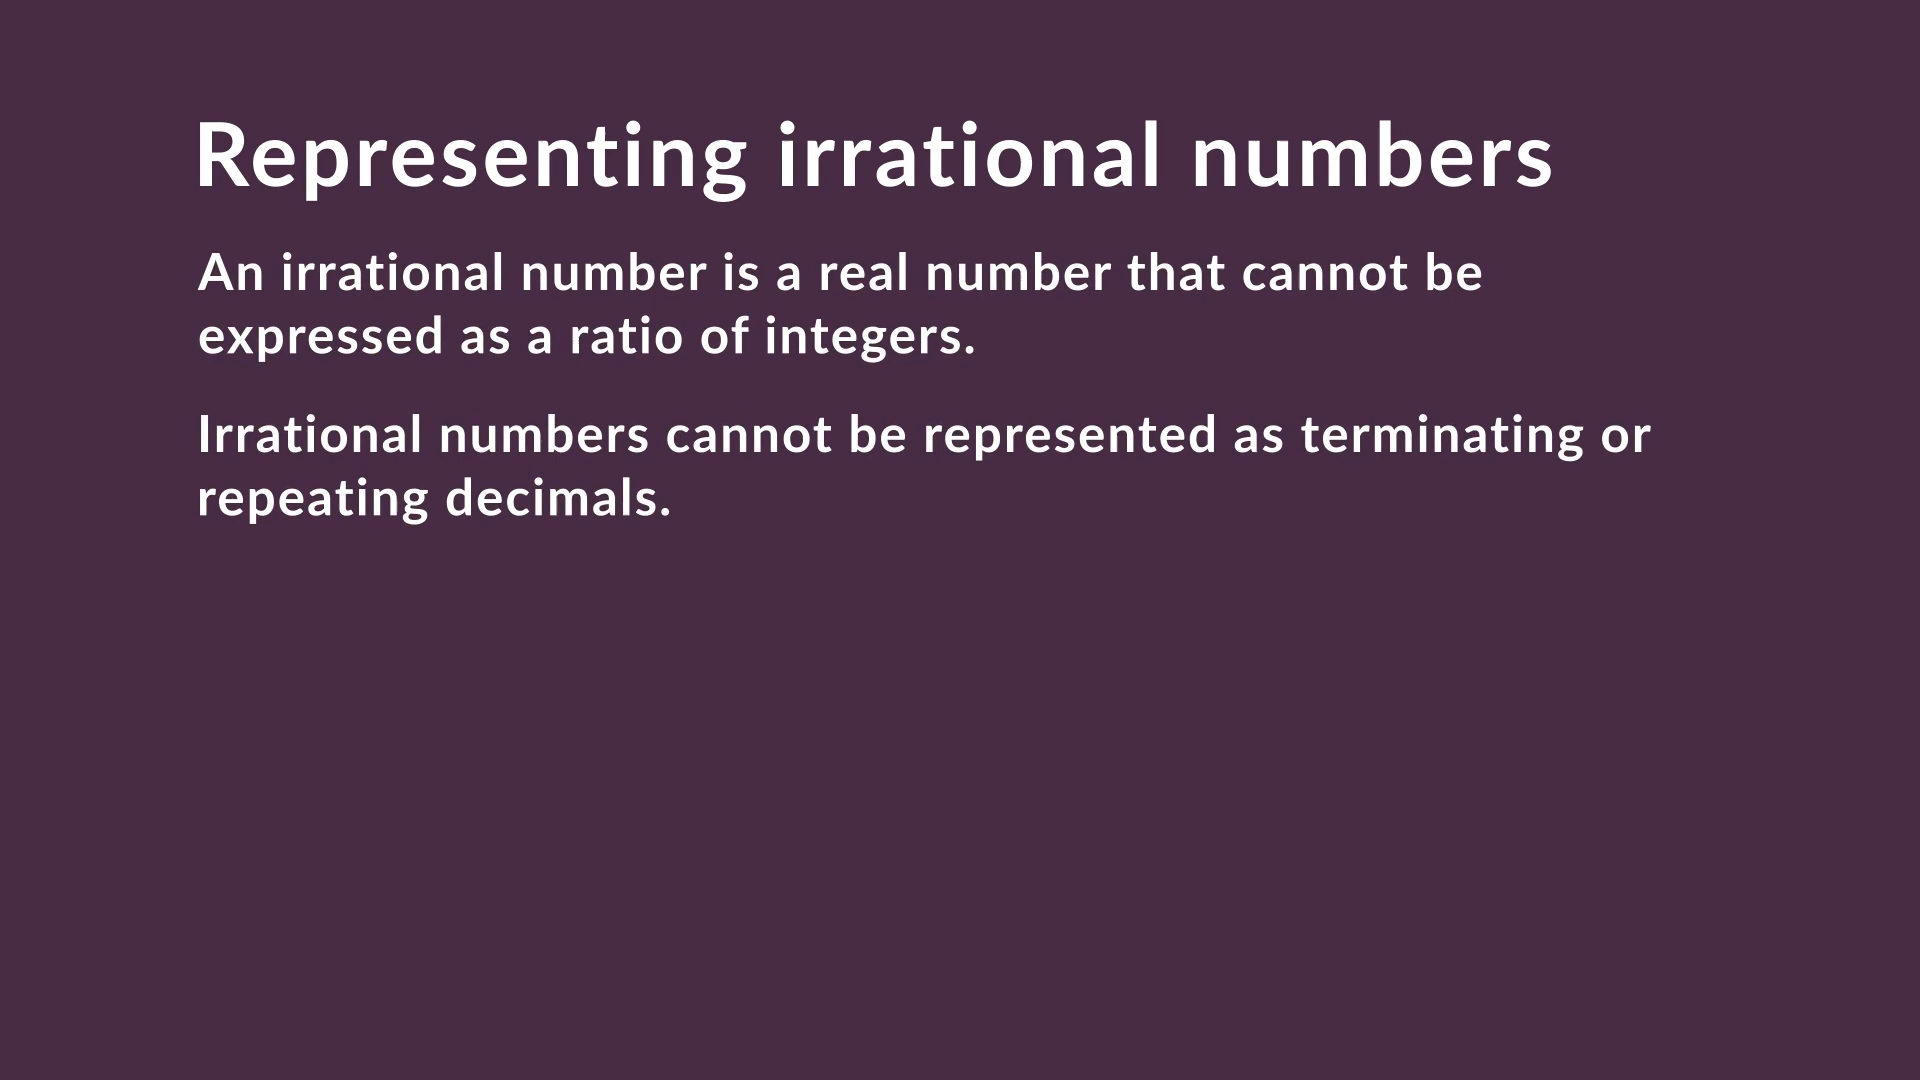 Representing irrational numbers
An irrational number is a real number that cannot be
expressed as a ratio of integers.
Irrational numbers cannot be represented as terminating or
repeating decimals.